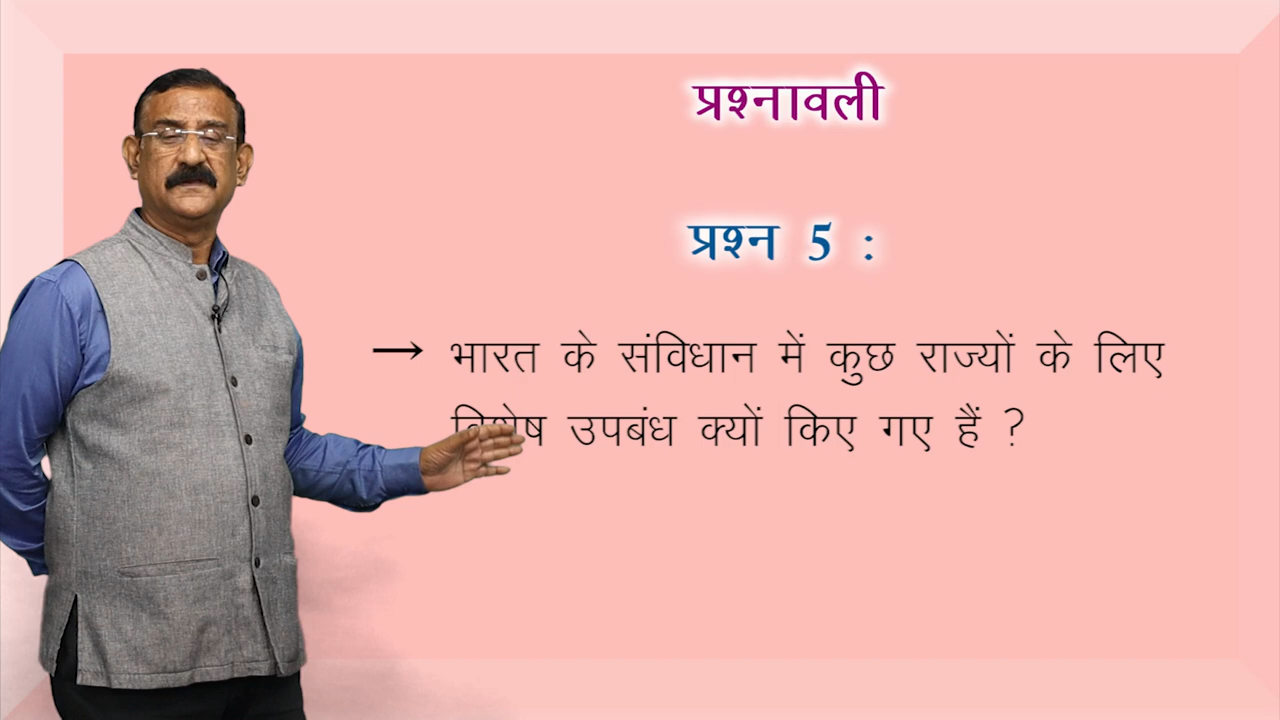 प्रश्नावली
प्रश्न 5 :
→ भारत के संविधान में कुछ राज्यों के लिए
विशेष उपबंध क्यों किए गए हैं ?